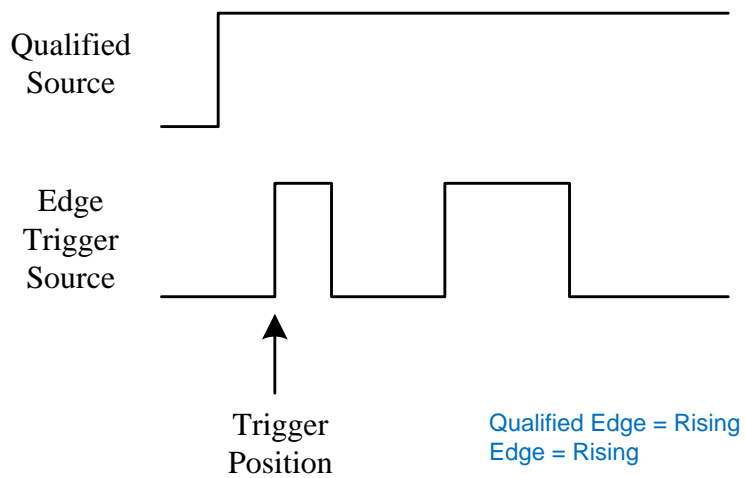 Qualified
Source
Edge
Trigger
Source
Trigger
Position
Qualified Edge = Rising
Edge = Rising